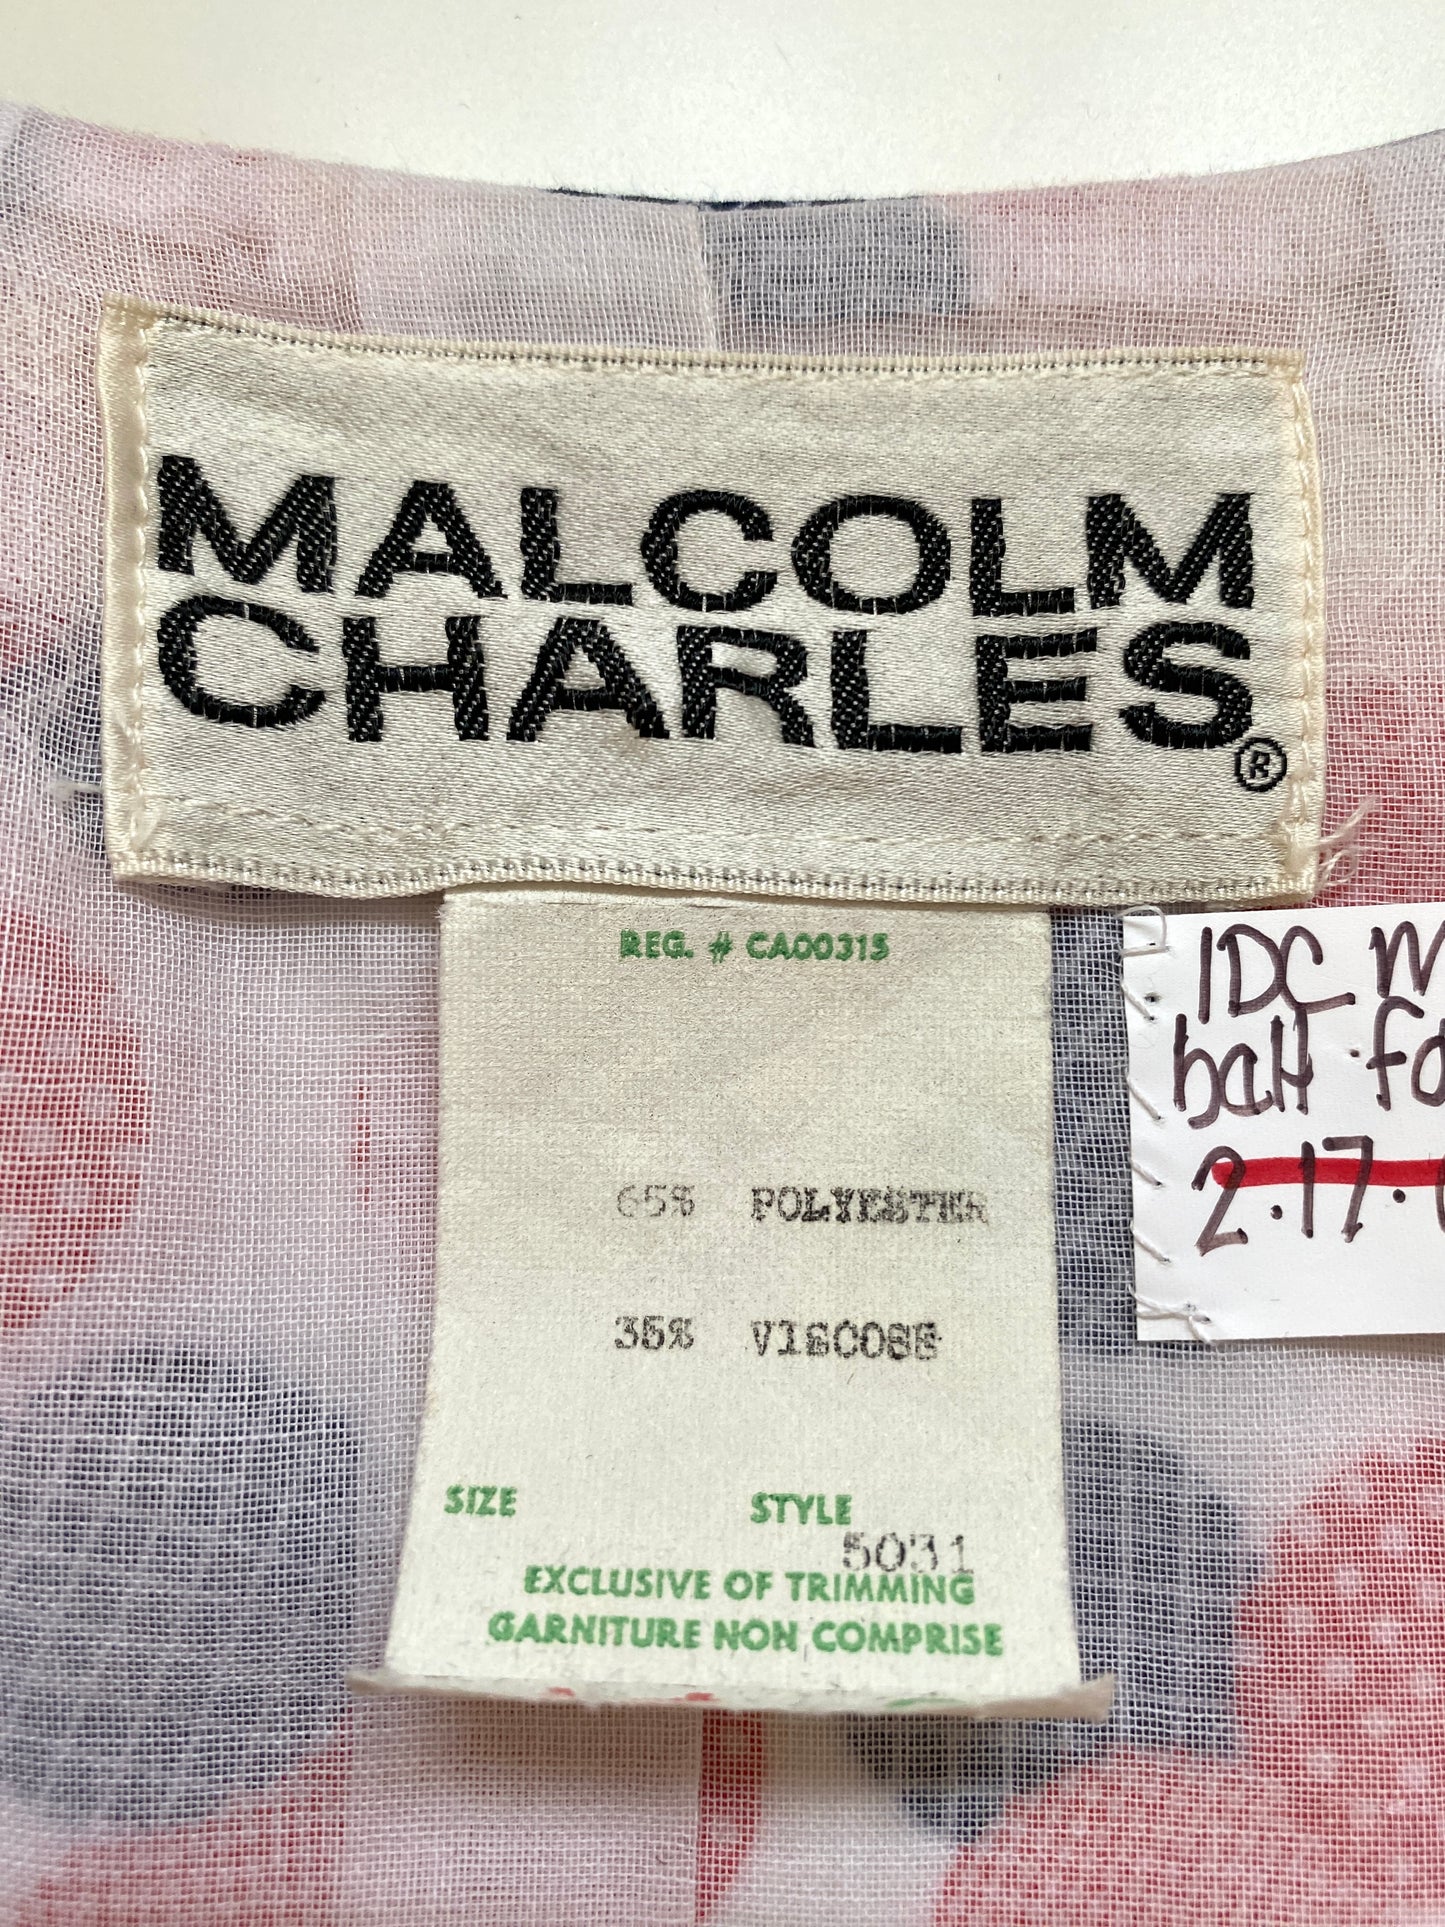 MALCOLM
CHARLES®
REG. # CA00315
65% POLYESTER
35% VISCOSE
SIZE STYLE
5031
EXCLUSIVE OF TRIMMING
GARNITURE NON COMPRISE
IDC
ball
2.17.